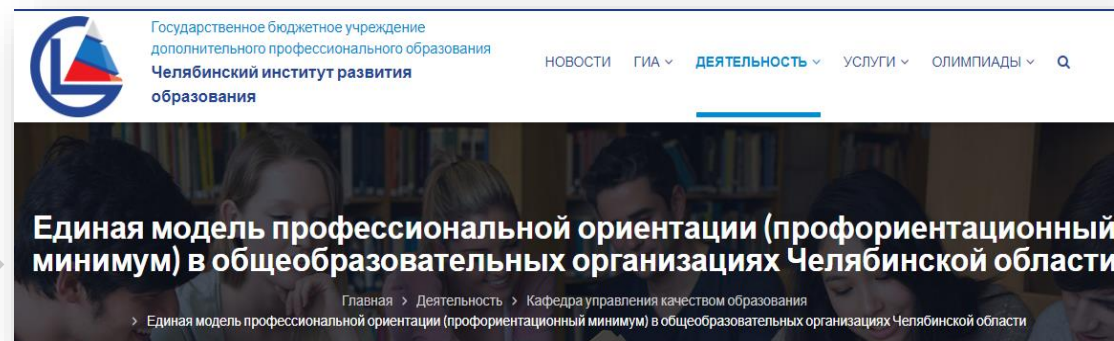 Государственное бюджетное учреждение
дополнительного профессионального образования
Челябинский институт развития
образования
НОВОСТИ ГИА ДЕЯТЕЛЬНОСТЬ УСЛУГИ ОЛИМПИАДЫ
Единая модель профессиональной ориентации (профориентационный
минимум) в общеобразовательных организациях Челябинской области
Главная > Деятельность > Кафедра управления качеством образования
> Единая модель профессиональной ориентации (профориентационный минимум) в общеобразовательных организациях Челябинской области